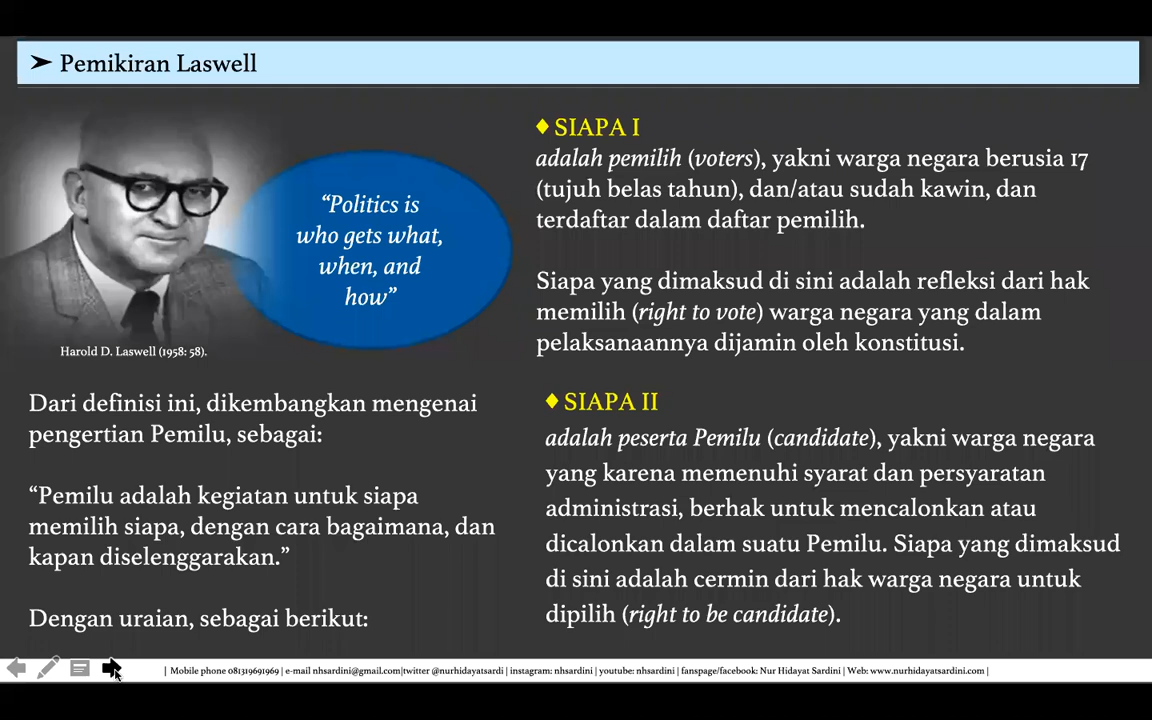 ➤ Pemikiran Laswell
“Politics is
who gets what,
when, and
how”
Harold D. Laswell (1958: 58).
Dari definisi ini, dikembangkan mengenai
pengertian Pemilu, sebagai:
“Pemilu adalah kegiatan untuk siapa
memilih siapa, dengan cara bagaimana, dan
kapan diselenggarakan.”
Dengan uraian, sebagai berikut:
♦ SIAPA I
adalah pemilih (voters), yakni warga negara berusia 17
(tujuh belas tahun), dan/atau sudah kawin, dan
terdaftar dalam daftar pemilih.
Siapa yang dimaksud di sini adalah refleksi dari hak
memilih (right to vote) warga negara yang dalam
pelaksanaannya dijamin oleh konstitusi.
♦ SIAPA II
adalah peserta Pemilu (candidate), yakni warga negara
yang karena memenuhi syarat dan persyaratan
administrasi, berhak untuk mencalonkan atau
dicalonkan dalam suatu Pemilu. Siapa yang dimaksud
di sini adalah cermin dari hak warga negara untuk
dipilih (right to be candidate).
| Mobile phone 081319691969 | e-mail nhsardini@gmail.com|twitter @nurhidayatsardi | instagram: nhsardini | youtube: nhsardini | fanspage/facebook: Nur Hidayat Sardini | Web: www.nurhidayatsardini.com |